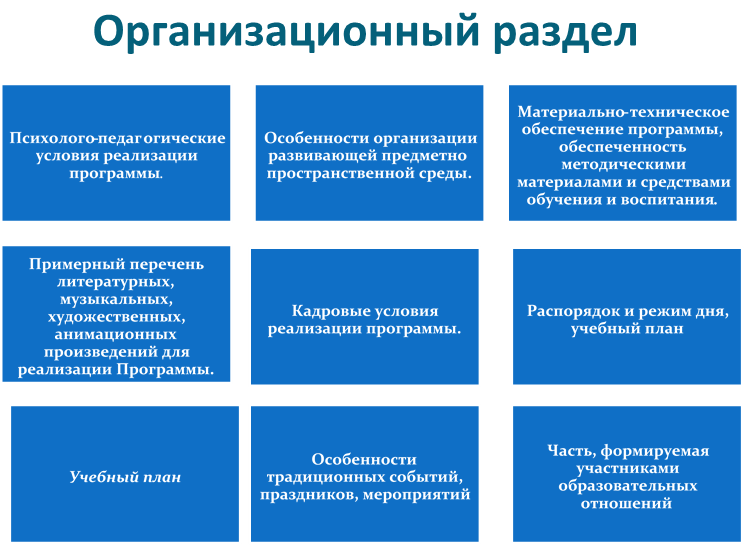 Организационный раздел
Психолого-педагогические
условия реализации
программы.
Особенности организации
развивающей предметно
пространственной среды.
Материально-техническое
обеспечение программы,
обеспеченность
методическими
материалами и средствами
обучения и воспитания.
Примерный перечень
литературных,
музыкальных,
художественных,
анимационных
произведений для
реализации Программы.
Кадровые условия
реализации программы.
Распорядок и режим дня,
учебный план
Учебный план
Особенности
традиционных событий,
праздников, мероприятий
Часть, формируемая
участниками
образовательных
отношений